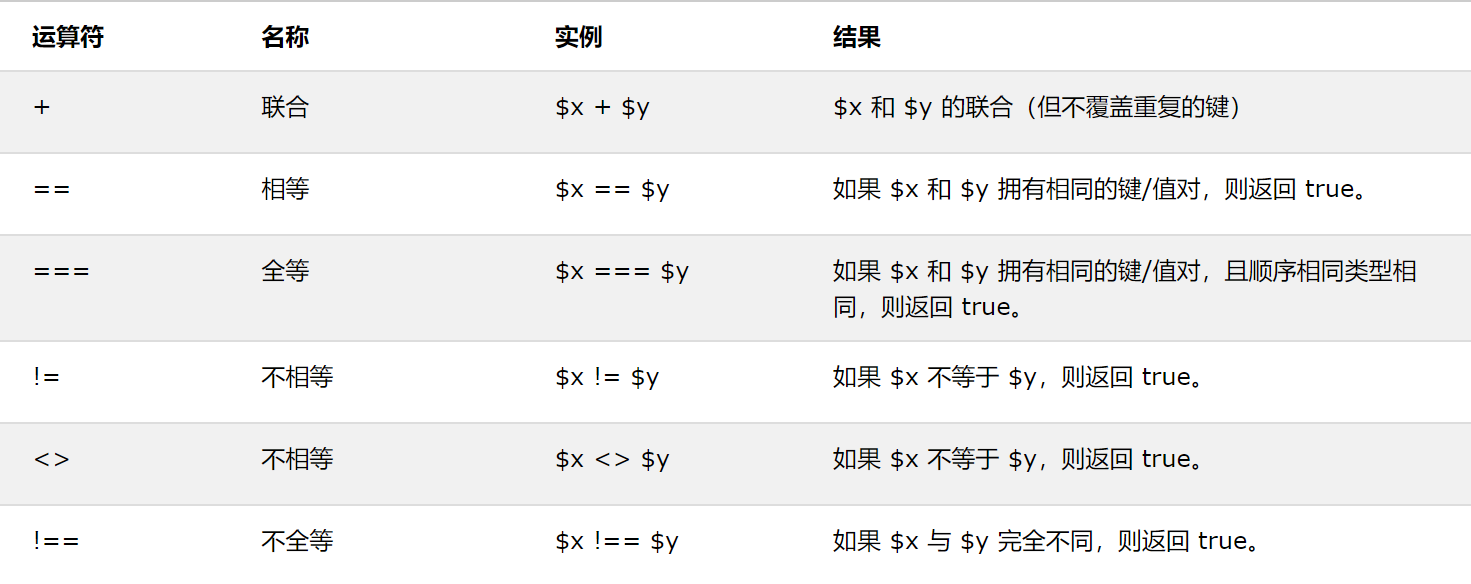 运算符 名称 实例 结果
+ 联合 $x + $y $x 和 $y 的联合（但不覆盖重复的键）
== 相等 $x == $y 如果 $x 和 $y 拥有相同的键/值对，则返回 true。
=== 全等 $x === $y 如果 $x 和 $y 拥有相同的键/值对，且顺序相同类型相
同，则返回 true。
!= 不相等 $x != $y 如果 $x 不等于 $y，则返回 true。
<> 不相等 $x <> $y 如果 $x 不等于 $y，则返回 true。
!== 不全等 $x !== $y 如果 $x 与 $y 完全不同，则返回 true。